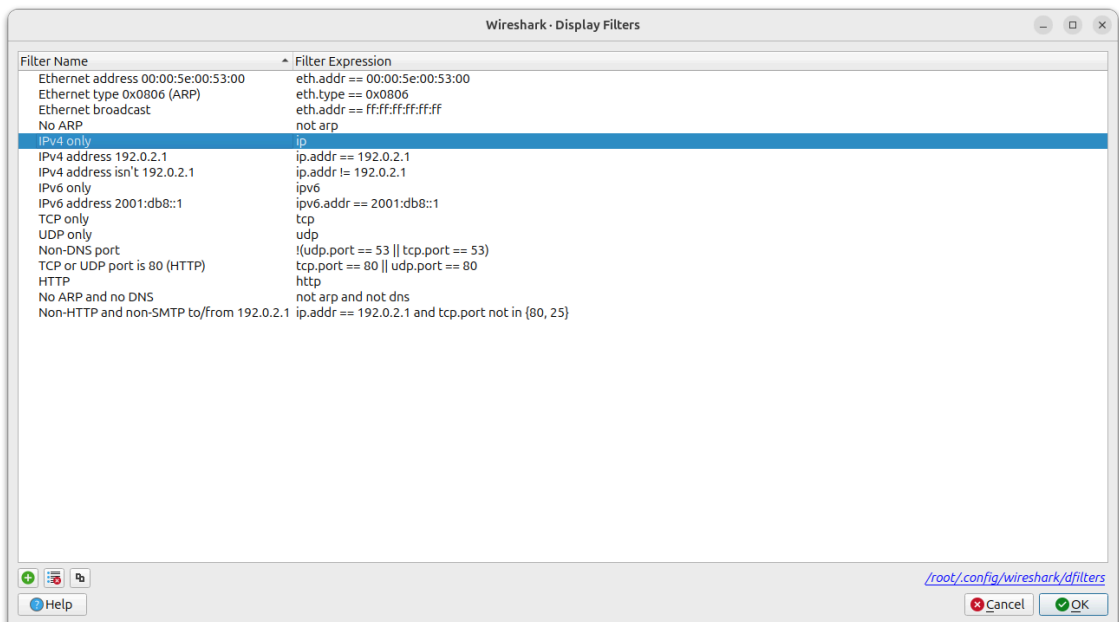 Wireshark · Display Filters
Filter Name Filter Expression
Ethernet address 00:00:5e:00:53:00 eth.addr == 00:00:5e:00:53:00
Ethernet type 0x0806 (ARP) eth.type == 0x0806
Ethernet broadcast eth.addr == ff:ff:ff:ff:ff:ff
No ARP not arp
IPv4 only ip
IPv4 address 192.0.2.1 ip.addr == 192.0.2.1
IPv4 address isn't 192.0.2.1 ip.addr != 192.0.2.1
IPv6 only ipv6
IPv6 address 2001:db8::1 ipv6.addr == 2001:db8::1
TCP only tcp
UDP only udp
Non-DNS port !(udp.port == 53 || tcp.port == 53)
TCP or UDP port is 80 (HTTP) tcp.port == 80 || udp.port == 80
HTTP http
No ARP and no DNS not arp and not dns
Non-HTTP and non-SMTP to/from 192.0.2.1 ip.addr == 192.0.2.1 and tcp.port not in {80, 25}
/root/.config/wireshark/dfilters
Help Cancel OK